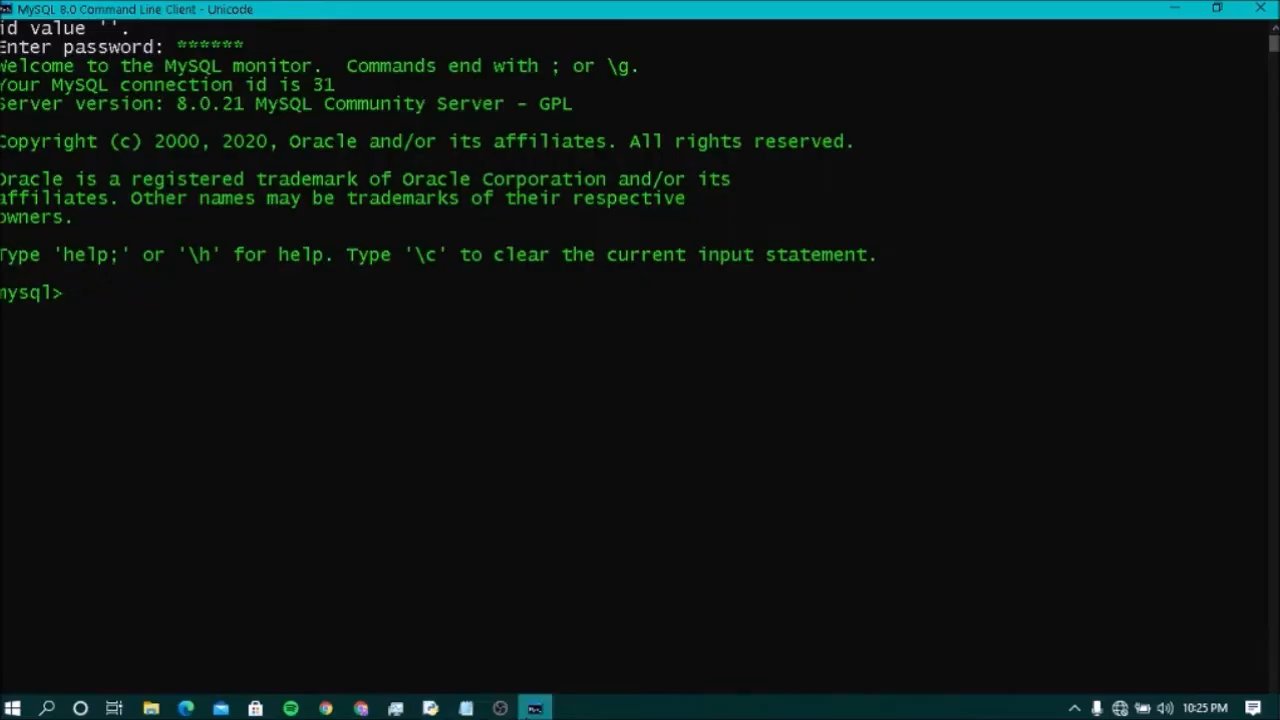 MySQL 8.0 Command Line Client - Unicode
id value ''.
Enter password: ******
Welcome to the MySQL monitor.  Commands end with ; or \g.
Your MySQL connection id is 31
Server version: 8.0.21 MySQL Community Server - GPL
Copyright (c) 2000, 2020, Oracle and/or its affiliates. All rights reserved.
Oracle is a registered trademark of Oracle Corporation and/or its
affiliates. Other names may be trademarks of their respective
owners.
Type 'help;' or '\h' for help. Type '\c' to clear the current input statement.
mysql>
10:25 PM